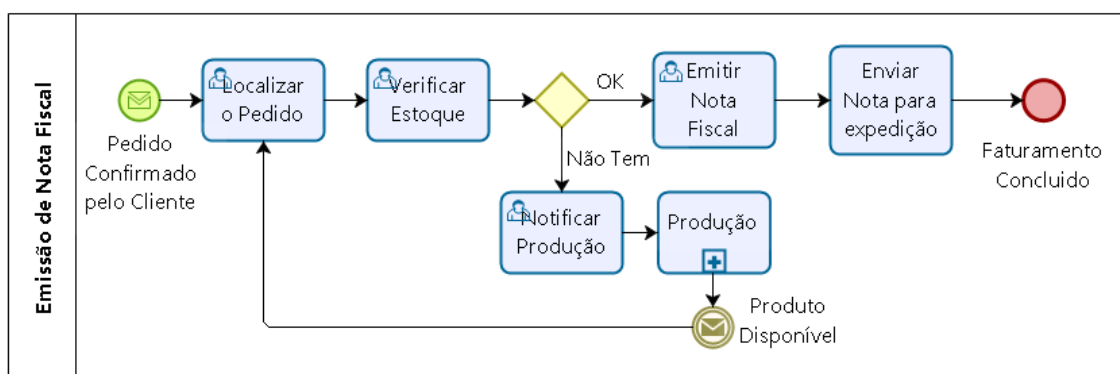 Emissão de Nota Fiscal
Pedido
Confirmado
pelo Cliente
Localizar
o Pedido
Verificar
Estoque
OK
Não Tem
Emitir
Nota
Fiscal
Enviar
Nota para
expedição
Faturamento
Concluido
Notificar
Produção
Produção
Produto
Disponível